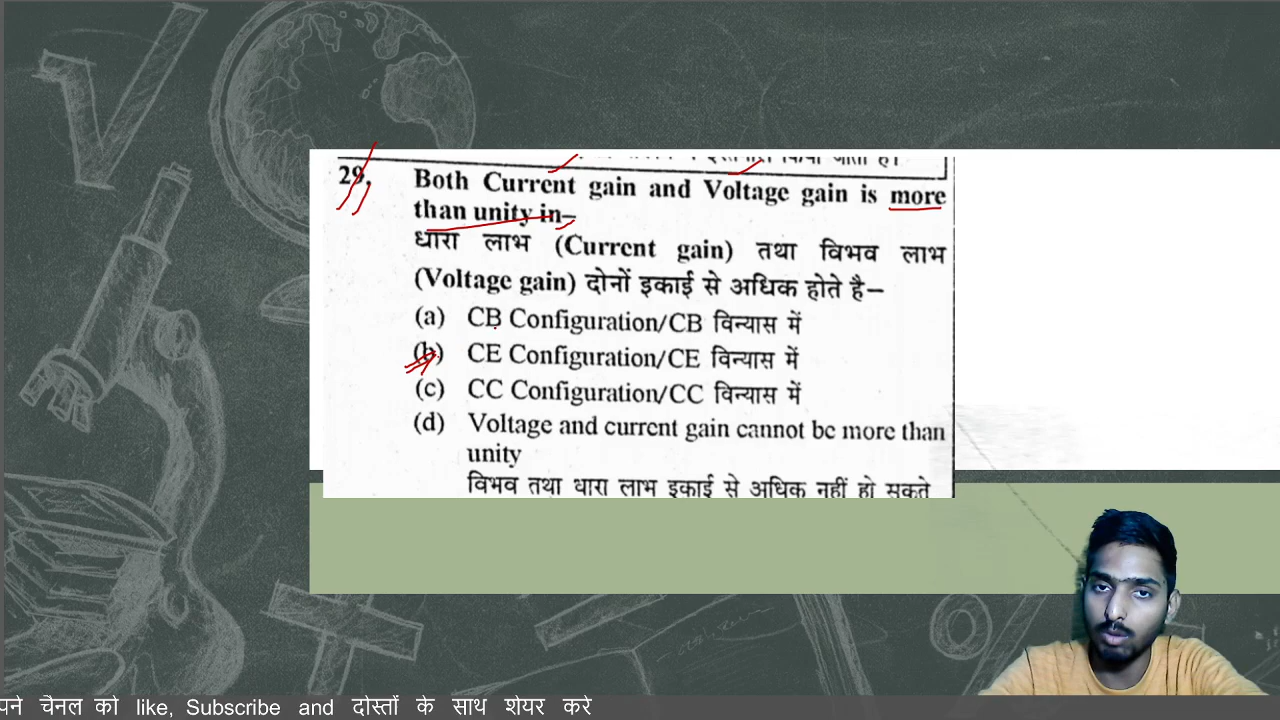 इस्तेमाल किया जाता है।
29. Both Current gain and Voltage gain is more
than unity in–
धारा लाभ (Current gain) तथा विभव लाभ
(Voltage gain) दोनों इकाई से अधिक होते है–
(a) CB Configuration/CB विन्यास में
(b) CE Configuration/CE विन्यास में
(c) CC Configuration/CC विन्यास में
(d) Voltage and current gain cannot be more than
unity
विभव तथा धारा लाभ इकाई से अधिक नहीं हो सकते
पने चैनल को like, Subscribe and दोस्तों के साथ शेयर करे